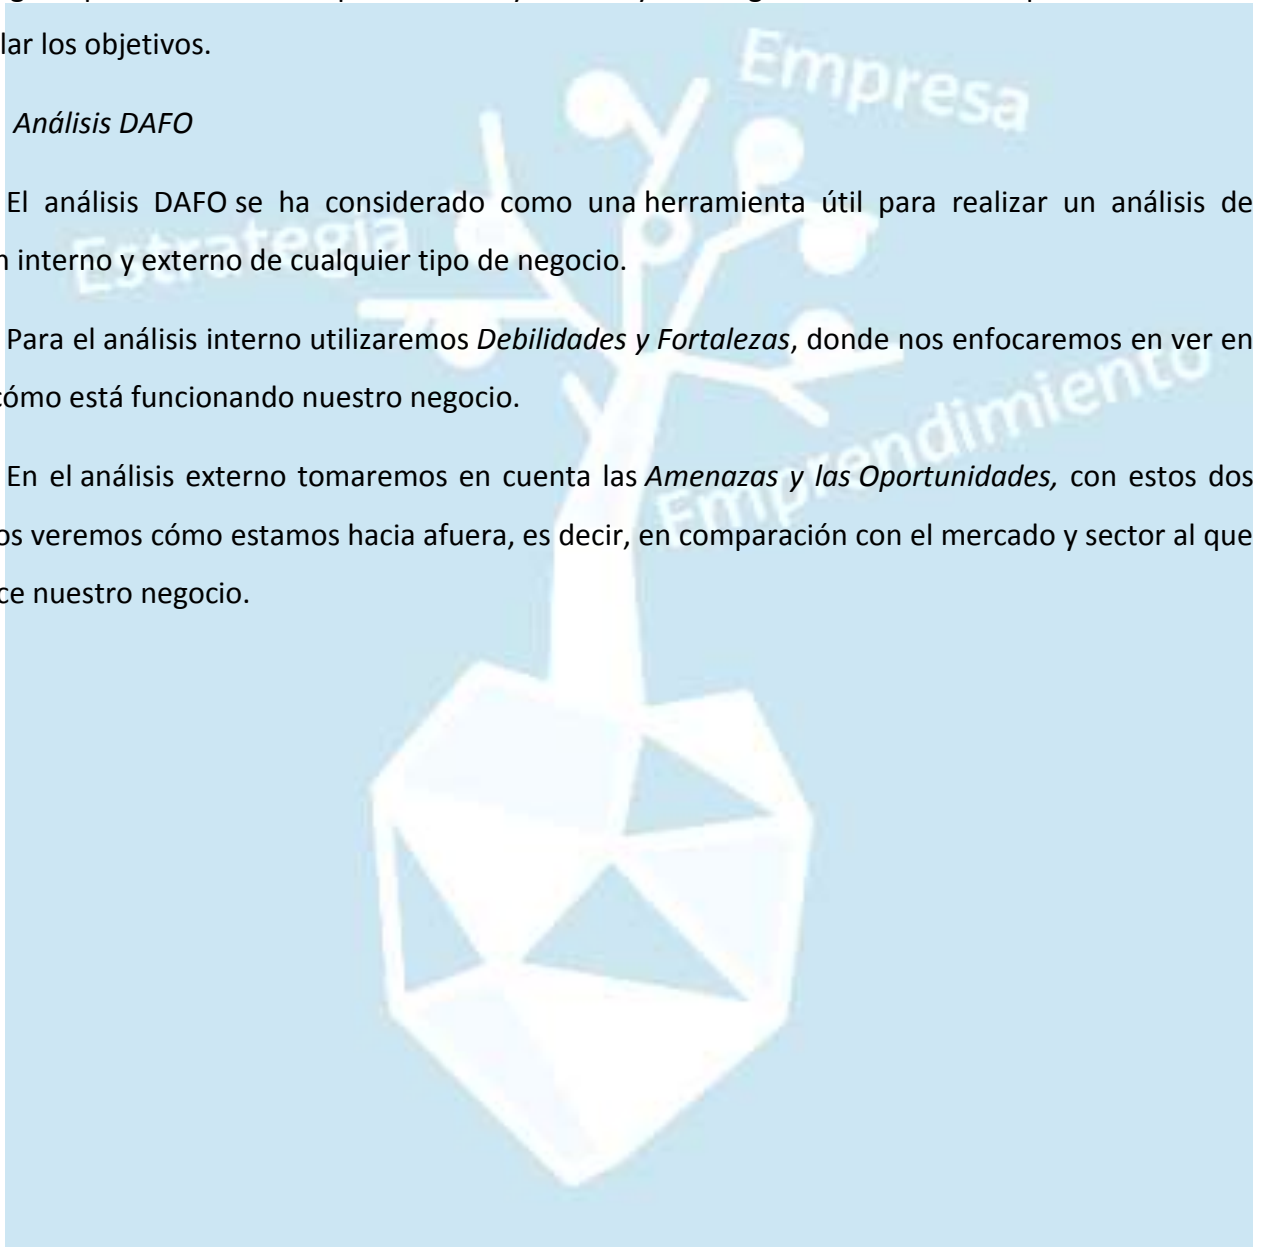 lar los objetivos.
Análisis DAFO
El análisis DAFO se ha considerado como una herramienta útil para realizar un análisis de
n interno y externo de cualquier tipo de negocio.
Para el análisis interno utilizaremos Debilidades y Fortalezas, donde nos enfocaremos en ver en
cómo está funcionando nuestro negocio.
En el análisis externo tomaremos en cuenta las Amenazas y las Oportunidades, con estos dos
os veremos cómo estamos hacia afuera, es decir, en comparación con el mercado y sector al que
ce nuestro negocio.
Empresa
Estrategia
Emprendimiento